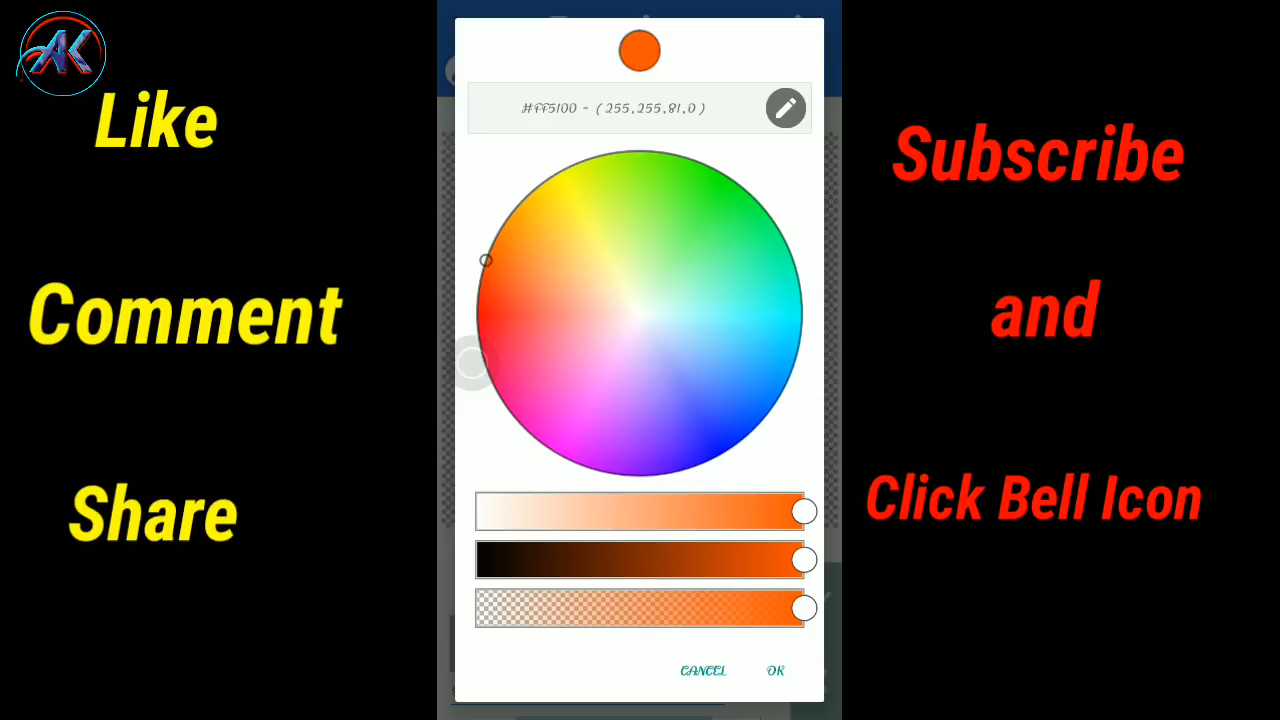 AK
Like
Comment
Share
#FF5100 - (255,255,81,0)
CANCEL OK
Subscribe
and
Click Bell Icon